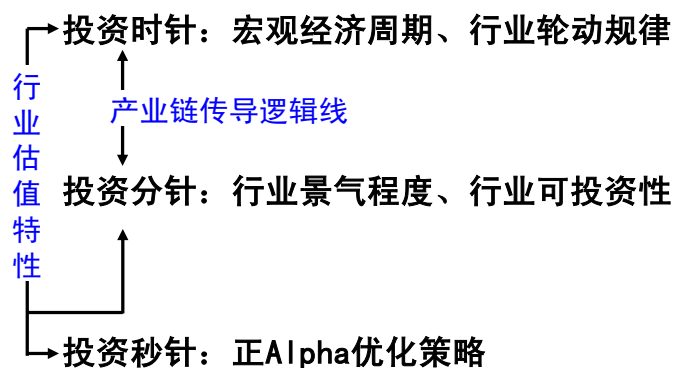 投资时针：宏观经济周期、行业轮动规律
行业估值特性
产业链传导逻辑线
投资分针：行业景气程度、行业可投资性
投资秒针：正Alpha优化策略